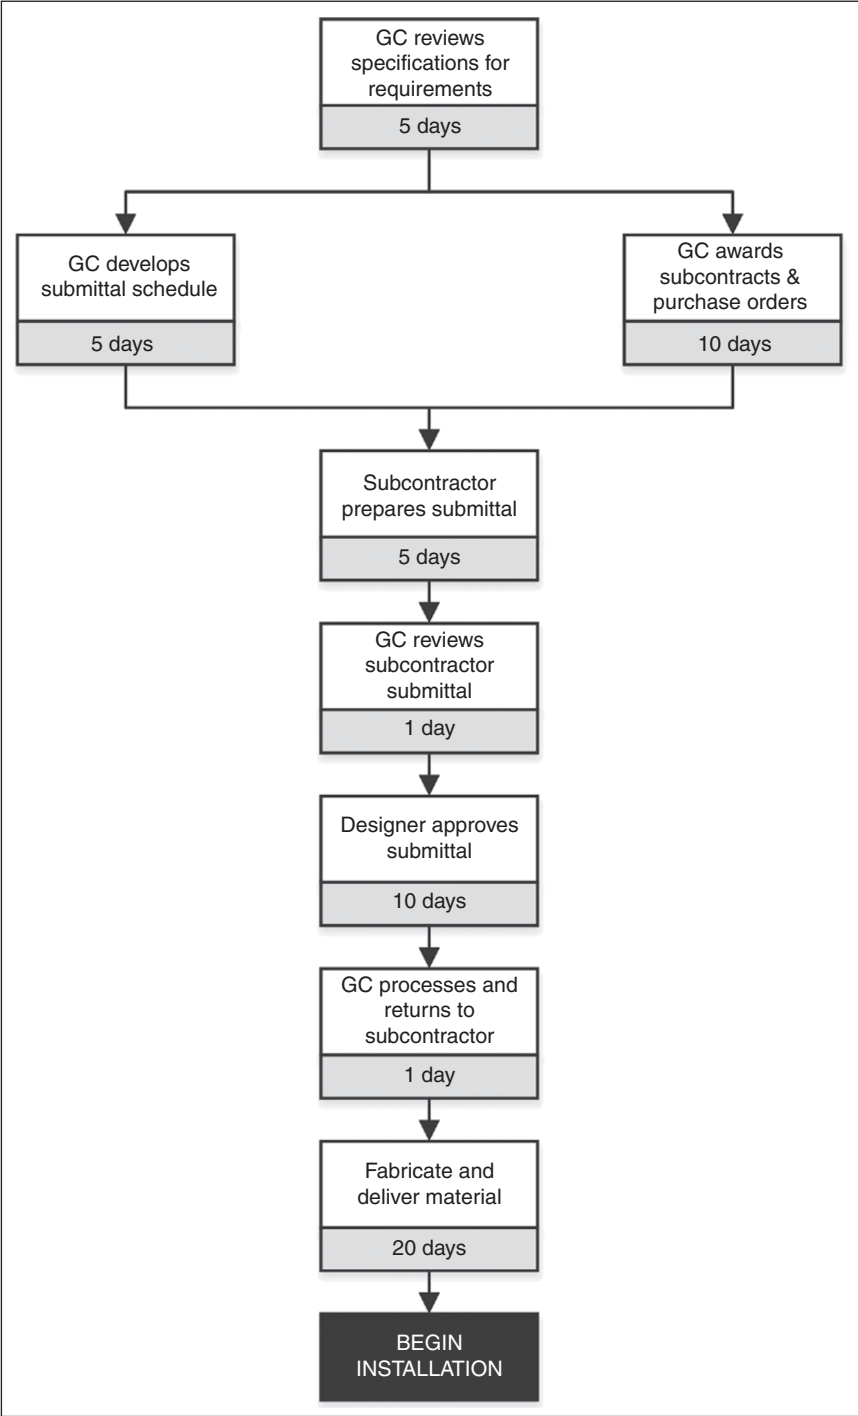 GC reviews
specifications for
requirements
5 days
GC develops
submittal schedule
5 days
GC awards
subcontracts &
purchase orders
10 days
Subcontractor
prepares submittal
5 days
GC reviews
subcontractor
submittal
1 day
Designer approves
submittal
10 days
GC processes and
returns to
subcontractor
1 day
Fabricate and
deliver material
20 days
BEGIN
INSTALLATION